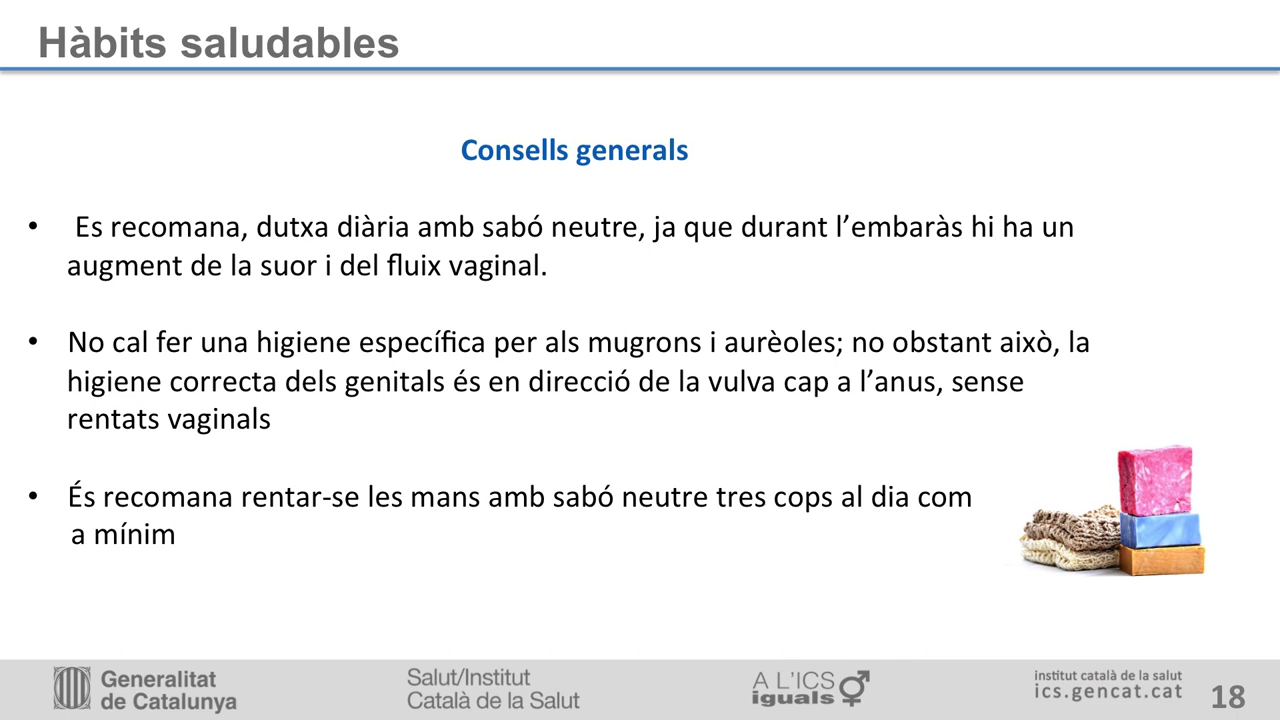 Hàbits saludables
Consells generals
• Es recomana, dutxa diària amb sabó neutre, ja que durant l’embaràs hi ha un
augment de la suor i del fluix vaginal.
• No cal fer una higiene específica per als mugrons i aurèoles; no obstant això, la
higiene correcta dels genitals és en direcció de la vulva cap a l’anus, sense
rentats vaginals
• És recomana rentar-se les mans amb sabó neutre tres cops al dia com
a mínim
Generalitat
de Catalunya
Salut/Institut
Català de la Salut
A L'ICS
iguals
institut català de la salut
ics.gencat.cat
18